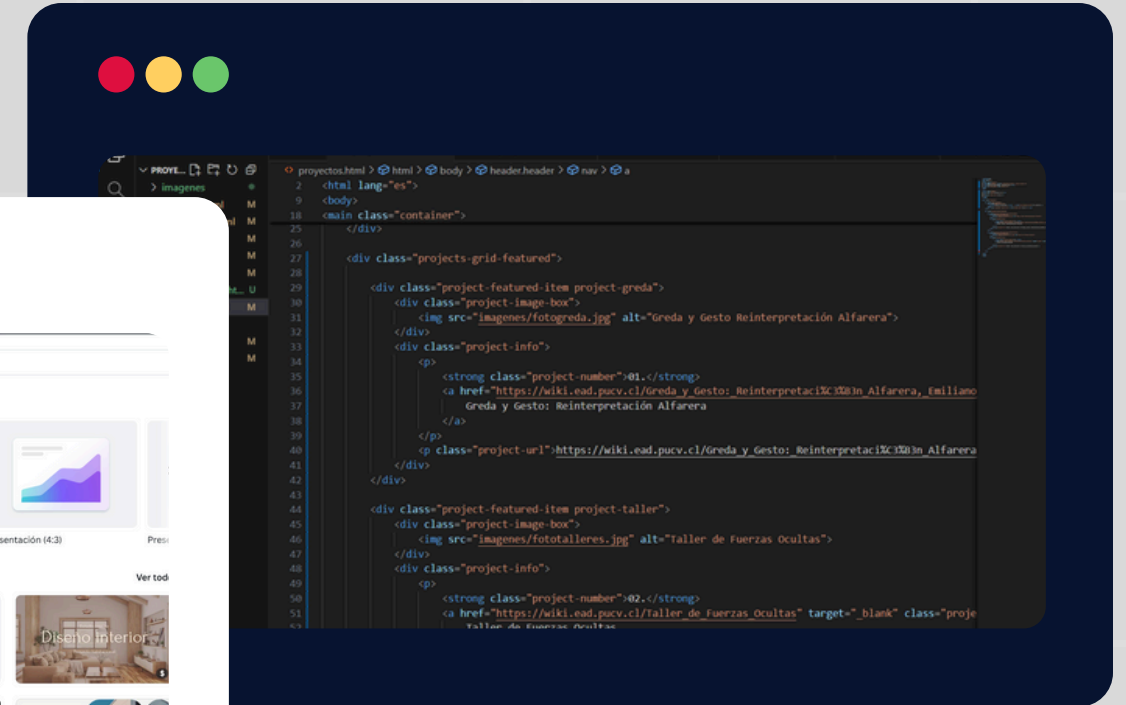 PROYE...
imagenes
M
M
M
M
M
U
M
M
M
proyectos.html > html > body > header.header > nav > a
2 <html lang="es">
9 <body>
18 <main class="container">
25 </div>
26
27 <div class="projects-grid-featured">
28
29 <div class="project-featured-item project-greda">
30 <div class="project-image-box">
31 <img src="imagenes/fotogreda.jpg" alt="Greda y Gesto Reinterpretación Alfarera">
32 </div>
33 <div class="project-info">
34 <p>
35 <strong class="project-number">01.</strong>
36 <a href="https://wiki.ead.pucv.cl/Greda_y_Gesto:_Reinterpretaci%C3%B3n_Alfarera,_Emiliano
37 Greda y Gesto: Reinterpretación Alfarera
38 </a>
39 </p>
40 <p class="project-url">https://wiki.ead.pucv.cl/Greda_y_Gesto:_Reinterpretaci%C3%B3n_Alfarera
41 </div>
42 </div>
43
44 <div class="project-featured-item project-taller">
45 <div class="project-image-box">
46 <img src="imagenes/fototalleres.jpg" alt="Taller de Fuerzas Ocultas">
47 </div>
48 <div class="project-info">
49 <p>
50 <strong class="project-number">02.</strong>
51 <a href="https://wiki.ead.pucv.cl/Taller_de_Fuerzas_Ocultas" target="_blank" class="proje
52 Taller de Fuerzas Ocultas
sentación (4:3)
Pres
Ver tod
Diseño Interior
$